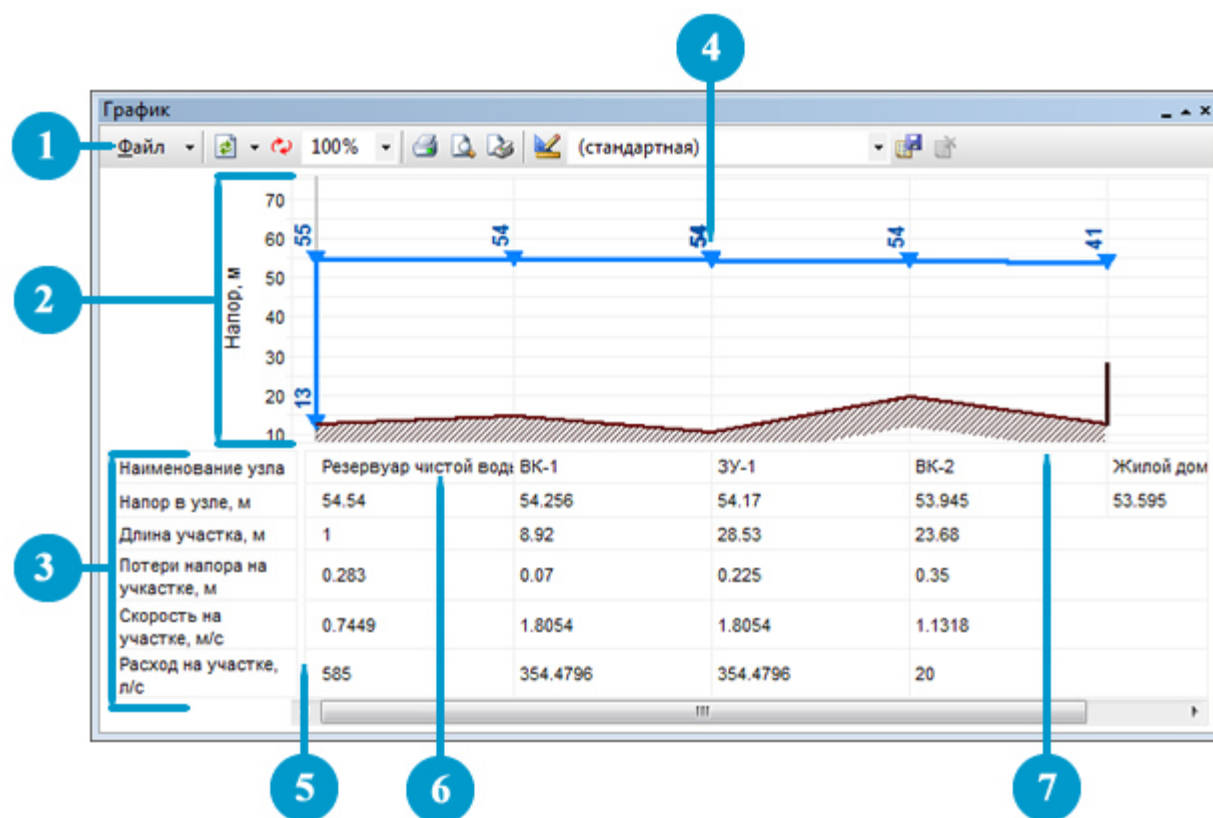 4
График
1
Файл 100% (стандартная)
70
60
50
40
30
20
10
Напор, м
2
55 54 54 54 41
13
3
Наименование узла Резервуар чистой водь ВК-1 ЗУ-1 ВК-2 Жилой дом
Напор в узле, м 54.54 54.256 54.17 53.945 53.595
Длина участка, м 1 8.92 28.53 23.68
Потери напора на
учкастке, м 0.283 0.07 0.225 0.35
Скорость на
участке, м/с 0.7449 1.8054 1.8054 1.1318
Расход на участке,
л/с 585 354.4796 354.4796 20
5 6 7